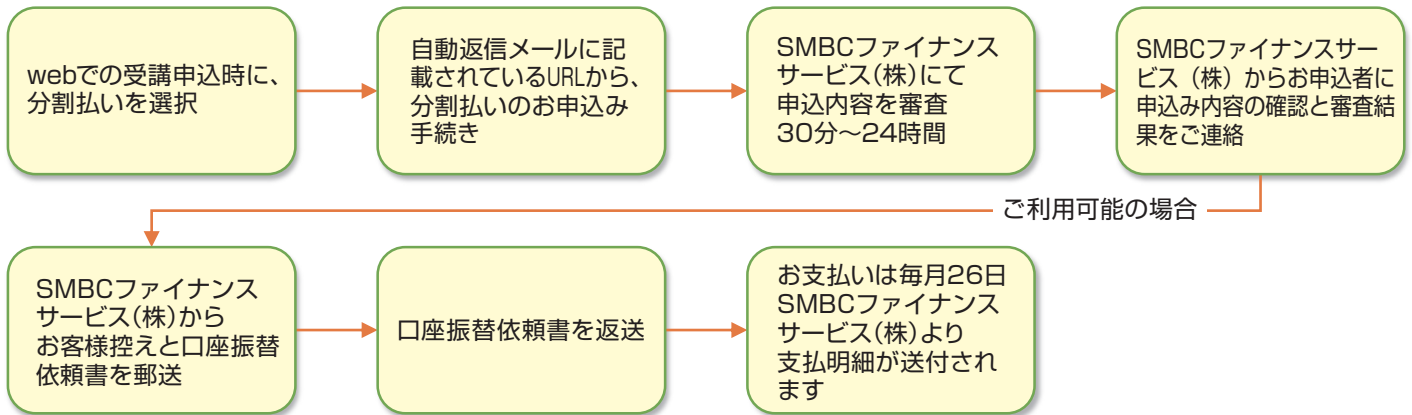 webでの受講申込時に、
分割払いを選択
自動返信メールに記
載されているURLから、
分割払いのお申込み
手続き
SMBCファイナンス
サービス(株)にて
申込内容を審査
30分～24時間
SMBCファイナンスサー
ビス（株）からお申込者に
申込み内容の確認と審査結
果をご連絡
ご利用可能の場合
SMBCファイナンス
サービス(株)から
お客様控えと口座振替
依頼書を郵送
口座振替依頼書を返送
お支払いは毎月26日
SMBCファイナンス
サービス(株)より
支払明細が送付され
ます